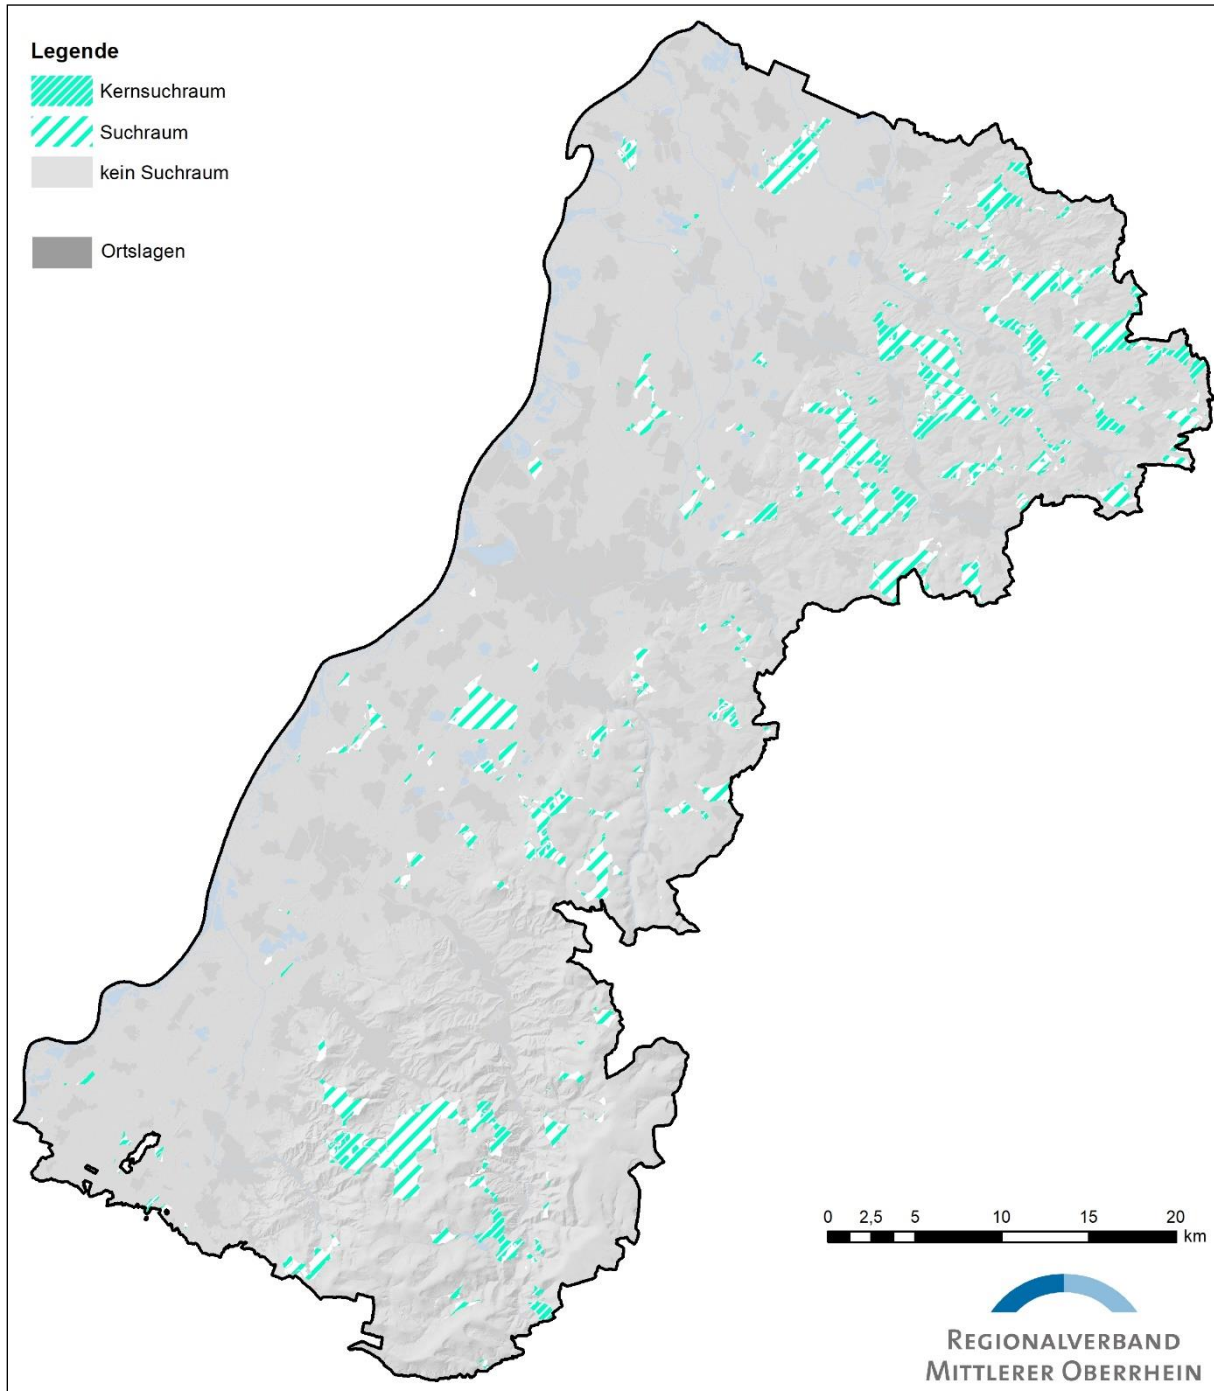 Legende
Kernsuchraum
Suchraum
kein Suchraum
Ortslagen
0 2,5 5 10 15 20
km
REGIONALVERBAND
MITTLERER OBERRHEIN